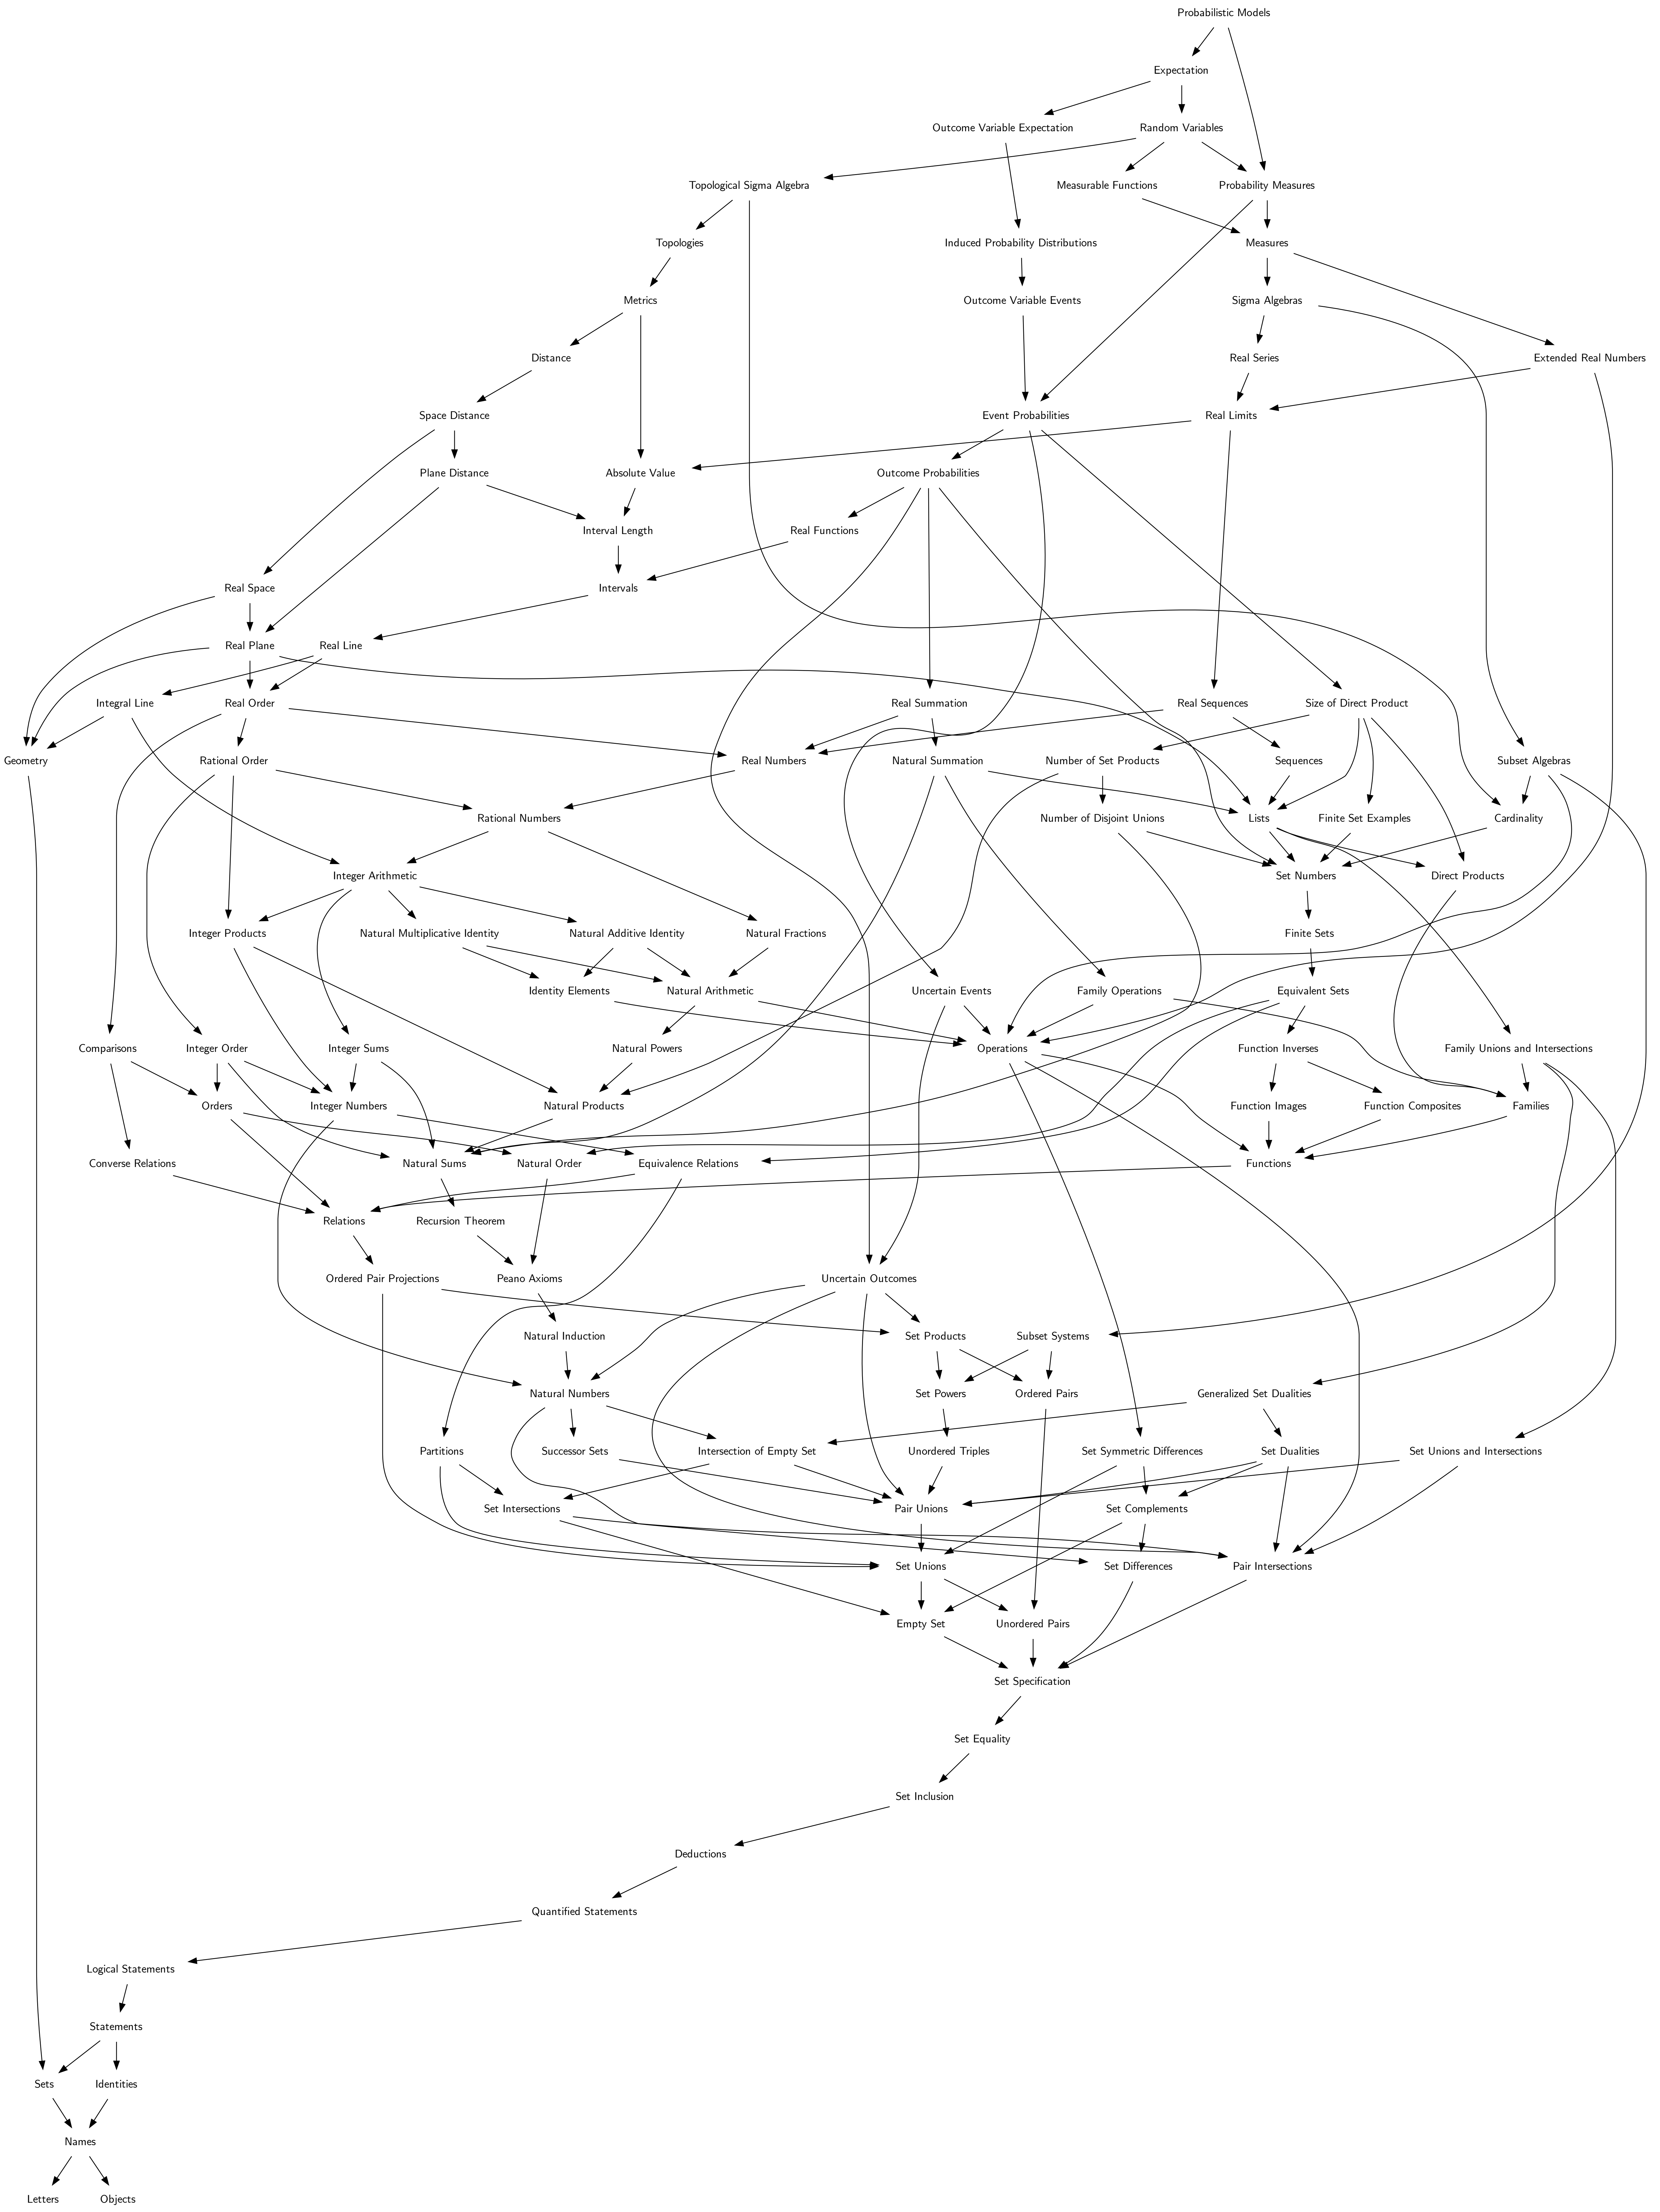 Probabilistic Models
Expectation
Outcome Variable Expectation
Random Variables
Topological Sigma Algebra
Measurable Functions
Probability Measures
Topologies
Induced Probability Distributions
Measures
Metrics
Outcome Variable Events
Sigma Algebras
Distance
Real Series
Extended Real Numbers
Space Distance
Event Probabilities
Real Limits
Plane Distance
Absolute Value
Outcome Probabilities
Interval Length
Real Functions
Real Space
Intervals
Real Plane
Real Line
Integral Line
Real Order
Real Summation
Real Sequences
Size of Direct Product
Geometry
Rational Order
Real Numbers
Natural Summation
Number of Set Products
Sequences
Subset Algebras
Rational Numbers
Number of Disjoint Unions
Lists
Finite Set Examples
Cardinality
Integer Arithmetic
Set Numbers
Direct Products
Integer Products
Natural Multiplicative Identity
Natural Additive Identity
Natural Fractions
Finite Sets
Identity Elements
Natural Arithmetic
Uncertain Events
Family Operations
Equivalent Sets
Comparisons
Integer Order
Integer Sums
Natural Powers
Operations
Function Inverses
Family Unions and Intersections
Orders
Integer Numbers
Natural Products
Function Images
Function Composites
Families
Converse Relations
Natural Sums
Natural Order
Equivalence Relations
Functions
Relations
Recursion Theorem
Ordered Pair Projections
Peano Axioms
Uncertain Outcomes
Natural Induction
Set Products
Subset Systems
Natural Numbers
Set Powers
Ordered Pairs
Generalized Set Dualities
Partitions
Successor Sets
Intersection of Empty Set
Unordered Triples
Set Symmetric Differences
Set Dualities
Set Unions and Intersections
Set Intersections
Pair Unions
Set Complements
Set Unions
Set Differences
Pair Intersections
Empty Set
Unordered Pairs
Set Specification
Set Equality
Set Inclusion
Deductions
Quantified Statements
Logical Statements
Statements
Sets
Identities
Names
Letters
Objects